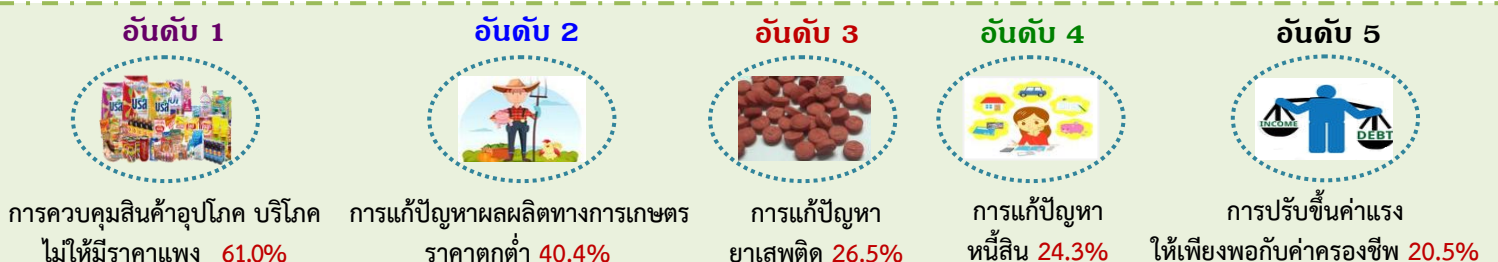 อันดับ 1
อันดับ 2
อันดับ 3
อันดับ 4
อันดับ 5
บรีส
บรีส
INCOME
DEBT
การควบคุมสินค้าอุปโภค บริโภค
ไม่ให้มีราคาแพง 61.0%
การแก้ปัญหาผลผลิตทางการเกษตร
ราคาตกต่ำ 40.4%
การแก้ปัญหา
ยาเสพติด 26.5%
การแก้ปัญหา
หนี้สิน 24.3%
การปรับขึ้นค่าแรง
ให้เพียงพอกับค่าครองชีพ 20.5%